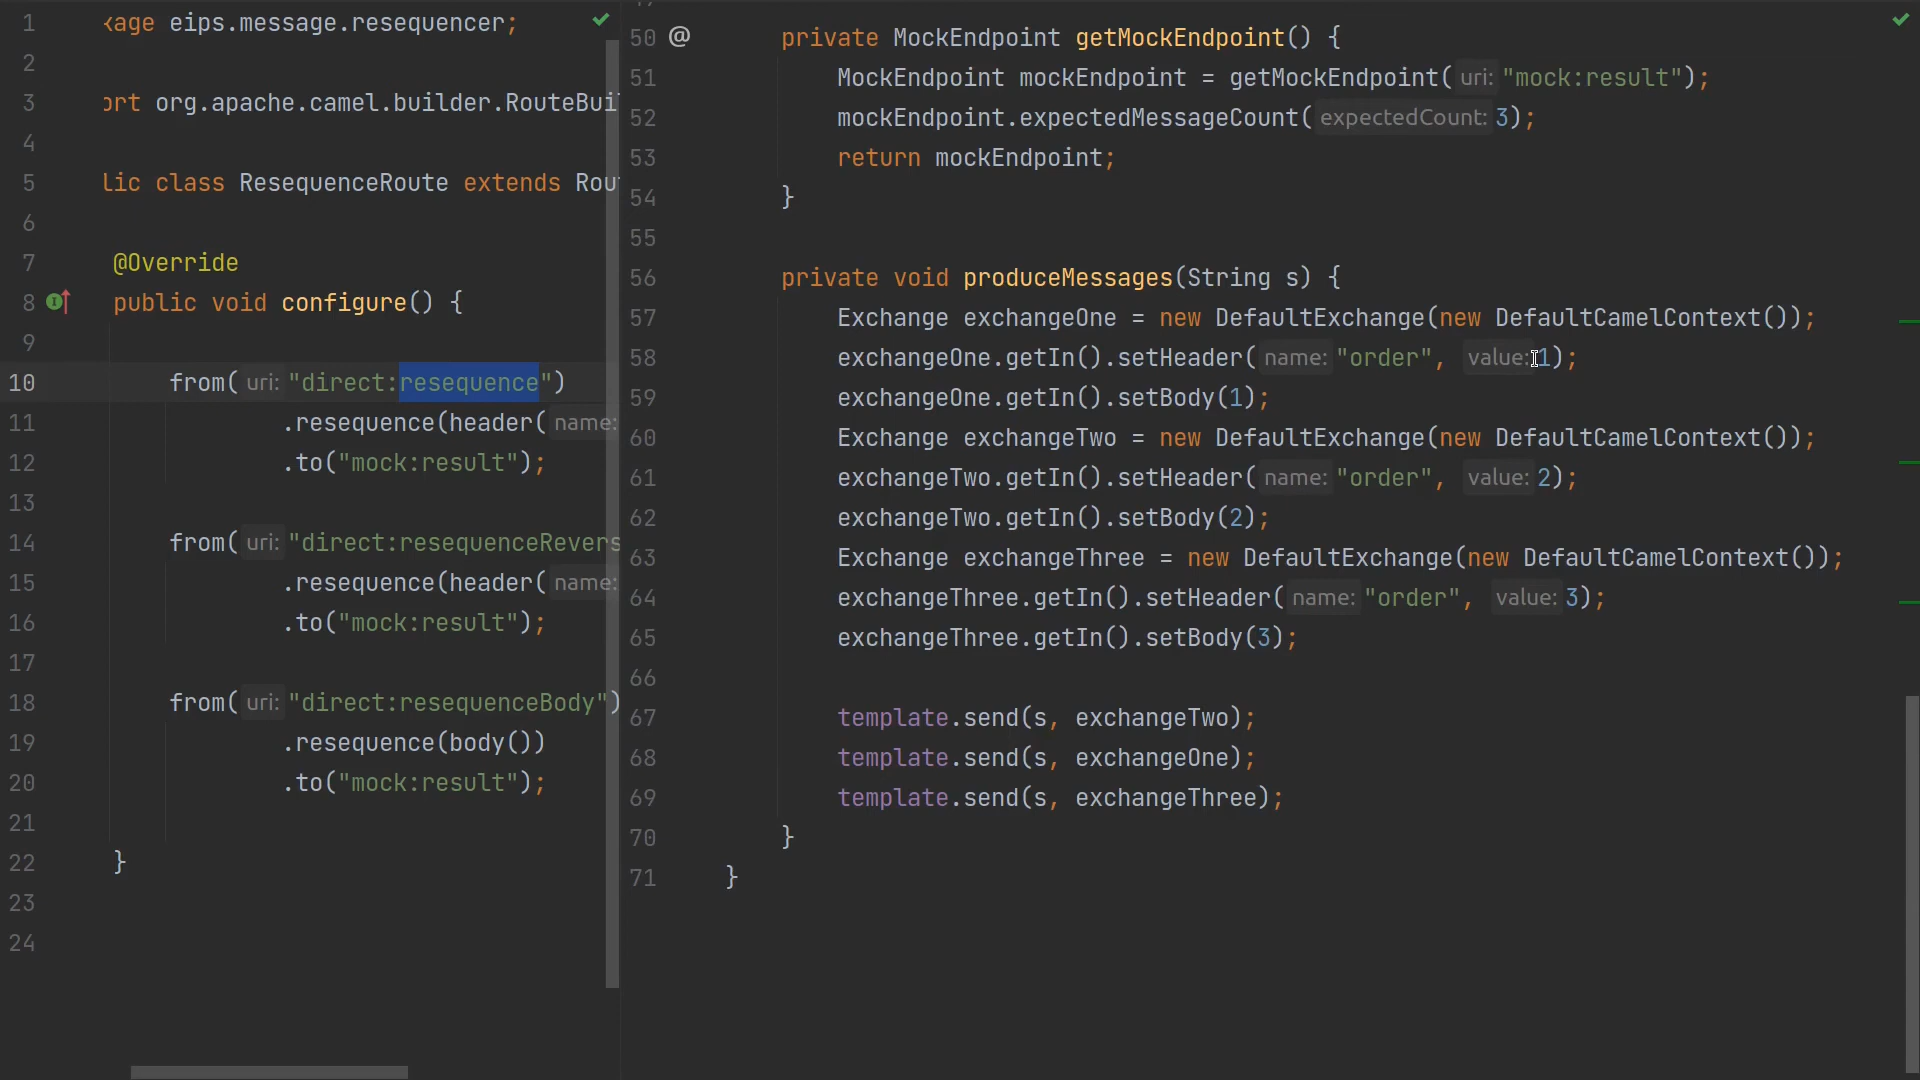 1 kage eips.message.resequencer;
2
3 ort org.apache.camel.builder.RouteBui
4
5 lic class ResequenceRoute extends Rou
6
7 @Override
8 public void configure() {
9
10 from( uri: "direct:resequence")
11 .resequence(header( name:
12 .to("mock:result");
13
14 from( uri: "direct:resequenceRevers
15 .resequence(header( name:
16 .to("mock:result");
17
18 from( uri: "direct:resequenceBody")
19 .resequence(body())
20 .to("mock:result");
21
22 }
23
24
50 @ private MockEndpoint getMockEndpoint() {
51 MockEndpoint mockEndpoint = getMockEndpoint( uri: "mock:result");
52 mockEndpoint.expectedMessageCount( expectedCount: 3);
53 return mockEndpoint;
54 }
55
56 private void produceMessages(String s) {
57 Exchange exchangeOne = new DefaultExchange(new DefaultCamelContext());
58 exchangeOne.getIn().setHeader( name: "order", value: 1);
59 exchangeOne.getIn().setBody(1);
60 Exchange exchangeTwo = new DefaultExchange(new DefaultCamelContext());
61 exchangeTwo.getIn().setHeader( name: "order", value: 2);
62 exchangeTwo.getIn().setBody(2);
63 Exchange exchangeThree = new DefaultExchange(new DefaultCamelContext());
64 exchangeThree.getIn().setHeader( name: "order", value: 3);
65 exchangeThree.getIn().setBody(3);
66
67 template.send(s, exchangeTwo);
68 template.send(s, exchangeOne);
69 template.send(s, exchangeThree);
70 }
71 }